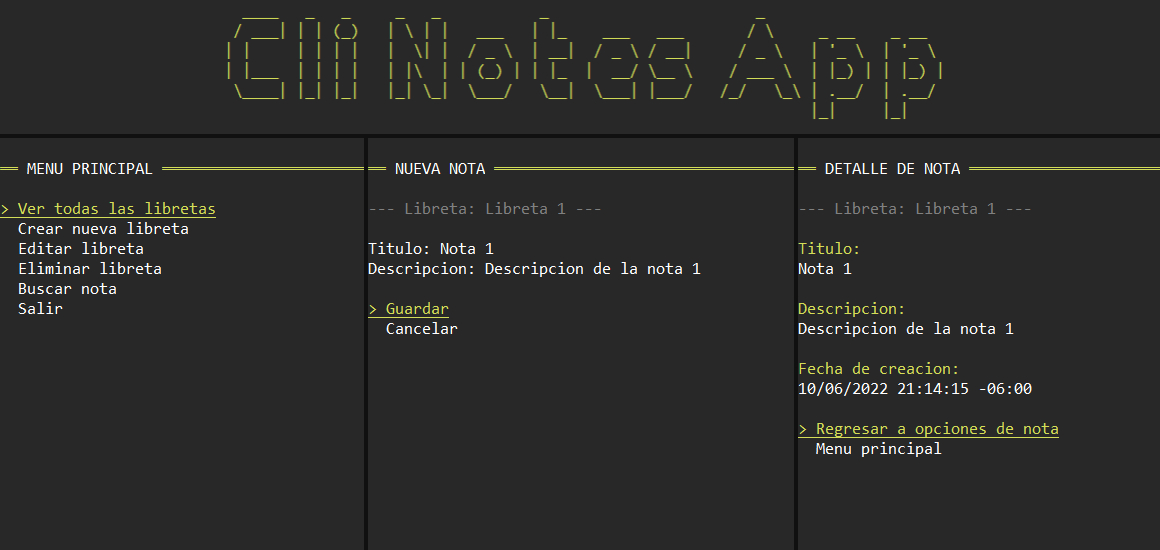 Cli Notes App
MENU PRINCIPAL
> Ver todas las libretas
Crear nueva libreta
Editar libreta
Eliminar libreta
Buscar nota
Salir
NUEVA NOTA
--- Libreta: Libreta 1 ---
Titulo: Nota 1
Descripcion: Descripcion de la nota 1
> Guardar
Cancelar
DETALLE DE NOTA
--- Libreta: Libreta 1 ---
Titulo:
Nota 1
Descripcion:
Descripcion de la nota 1
Fecha de creacion:
10/06/2022 21:14:15 -06:00
> Regresar a opciones de nota
Menu principal